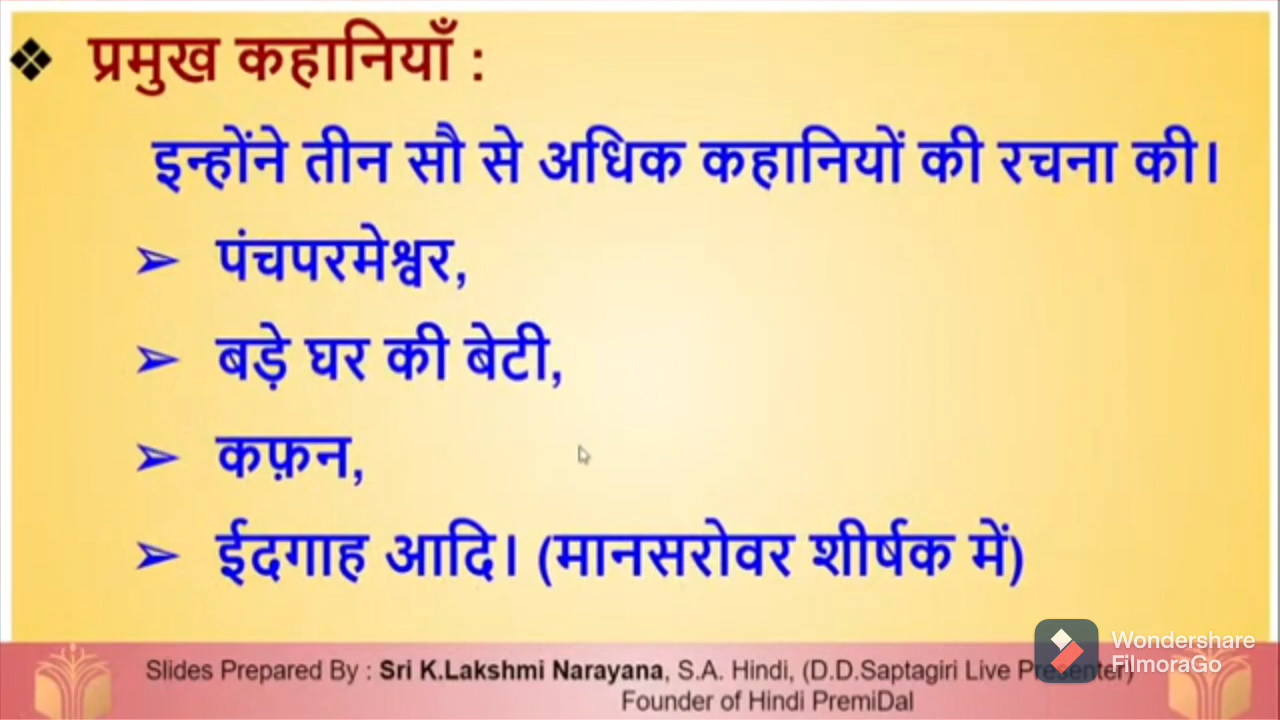 ❖ प्रमुख कहानियाँ :
इन्होंने तीन सौ से अधिक कहानियों की रचना की।
➢ पंचपरमेश्वर,
➢ बड़े घर की बेटी,
➢ कफ़न,
➢ ईदगाह आदि। (मानसरोवर शीर्षक में)
Slides Prepared By : Sri K.Lakshmi Narayana, S.A. Hindi, (D.D.Saptagiri Live Presenter)
Founder of Hindi PremiDal
Wondershare
FilmoraGo